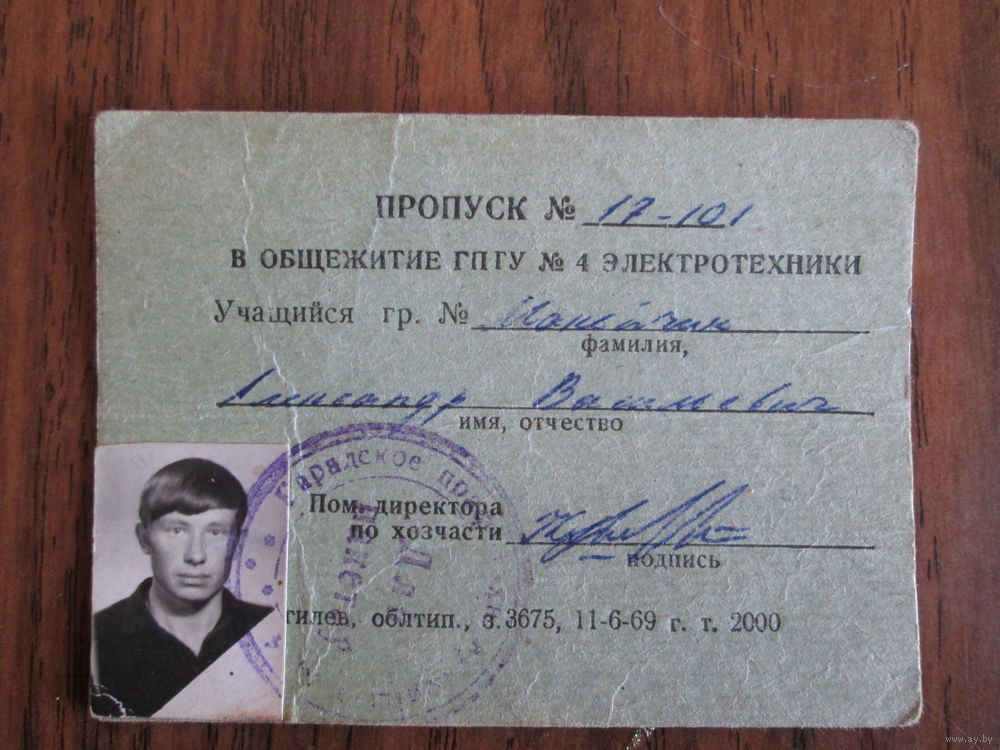 ПРОПУСК № 17-101
В ОБЩЕЖИТИЕ ГПТУ № 4 ЭЛЕКТРОТЕХНИКИ
Учащийся гр. №
фамилия,
Александр Васильевич
имя, отчество
Гарадское
Пом. директора
по хозчасти
подпись
гилев, облтип., з. 3675, 11-6-69 г. т. 2000
www.ay.by